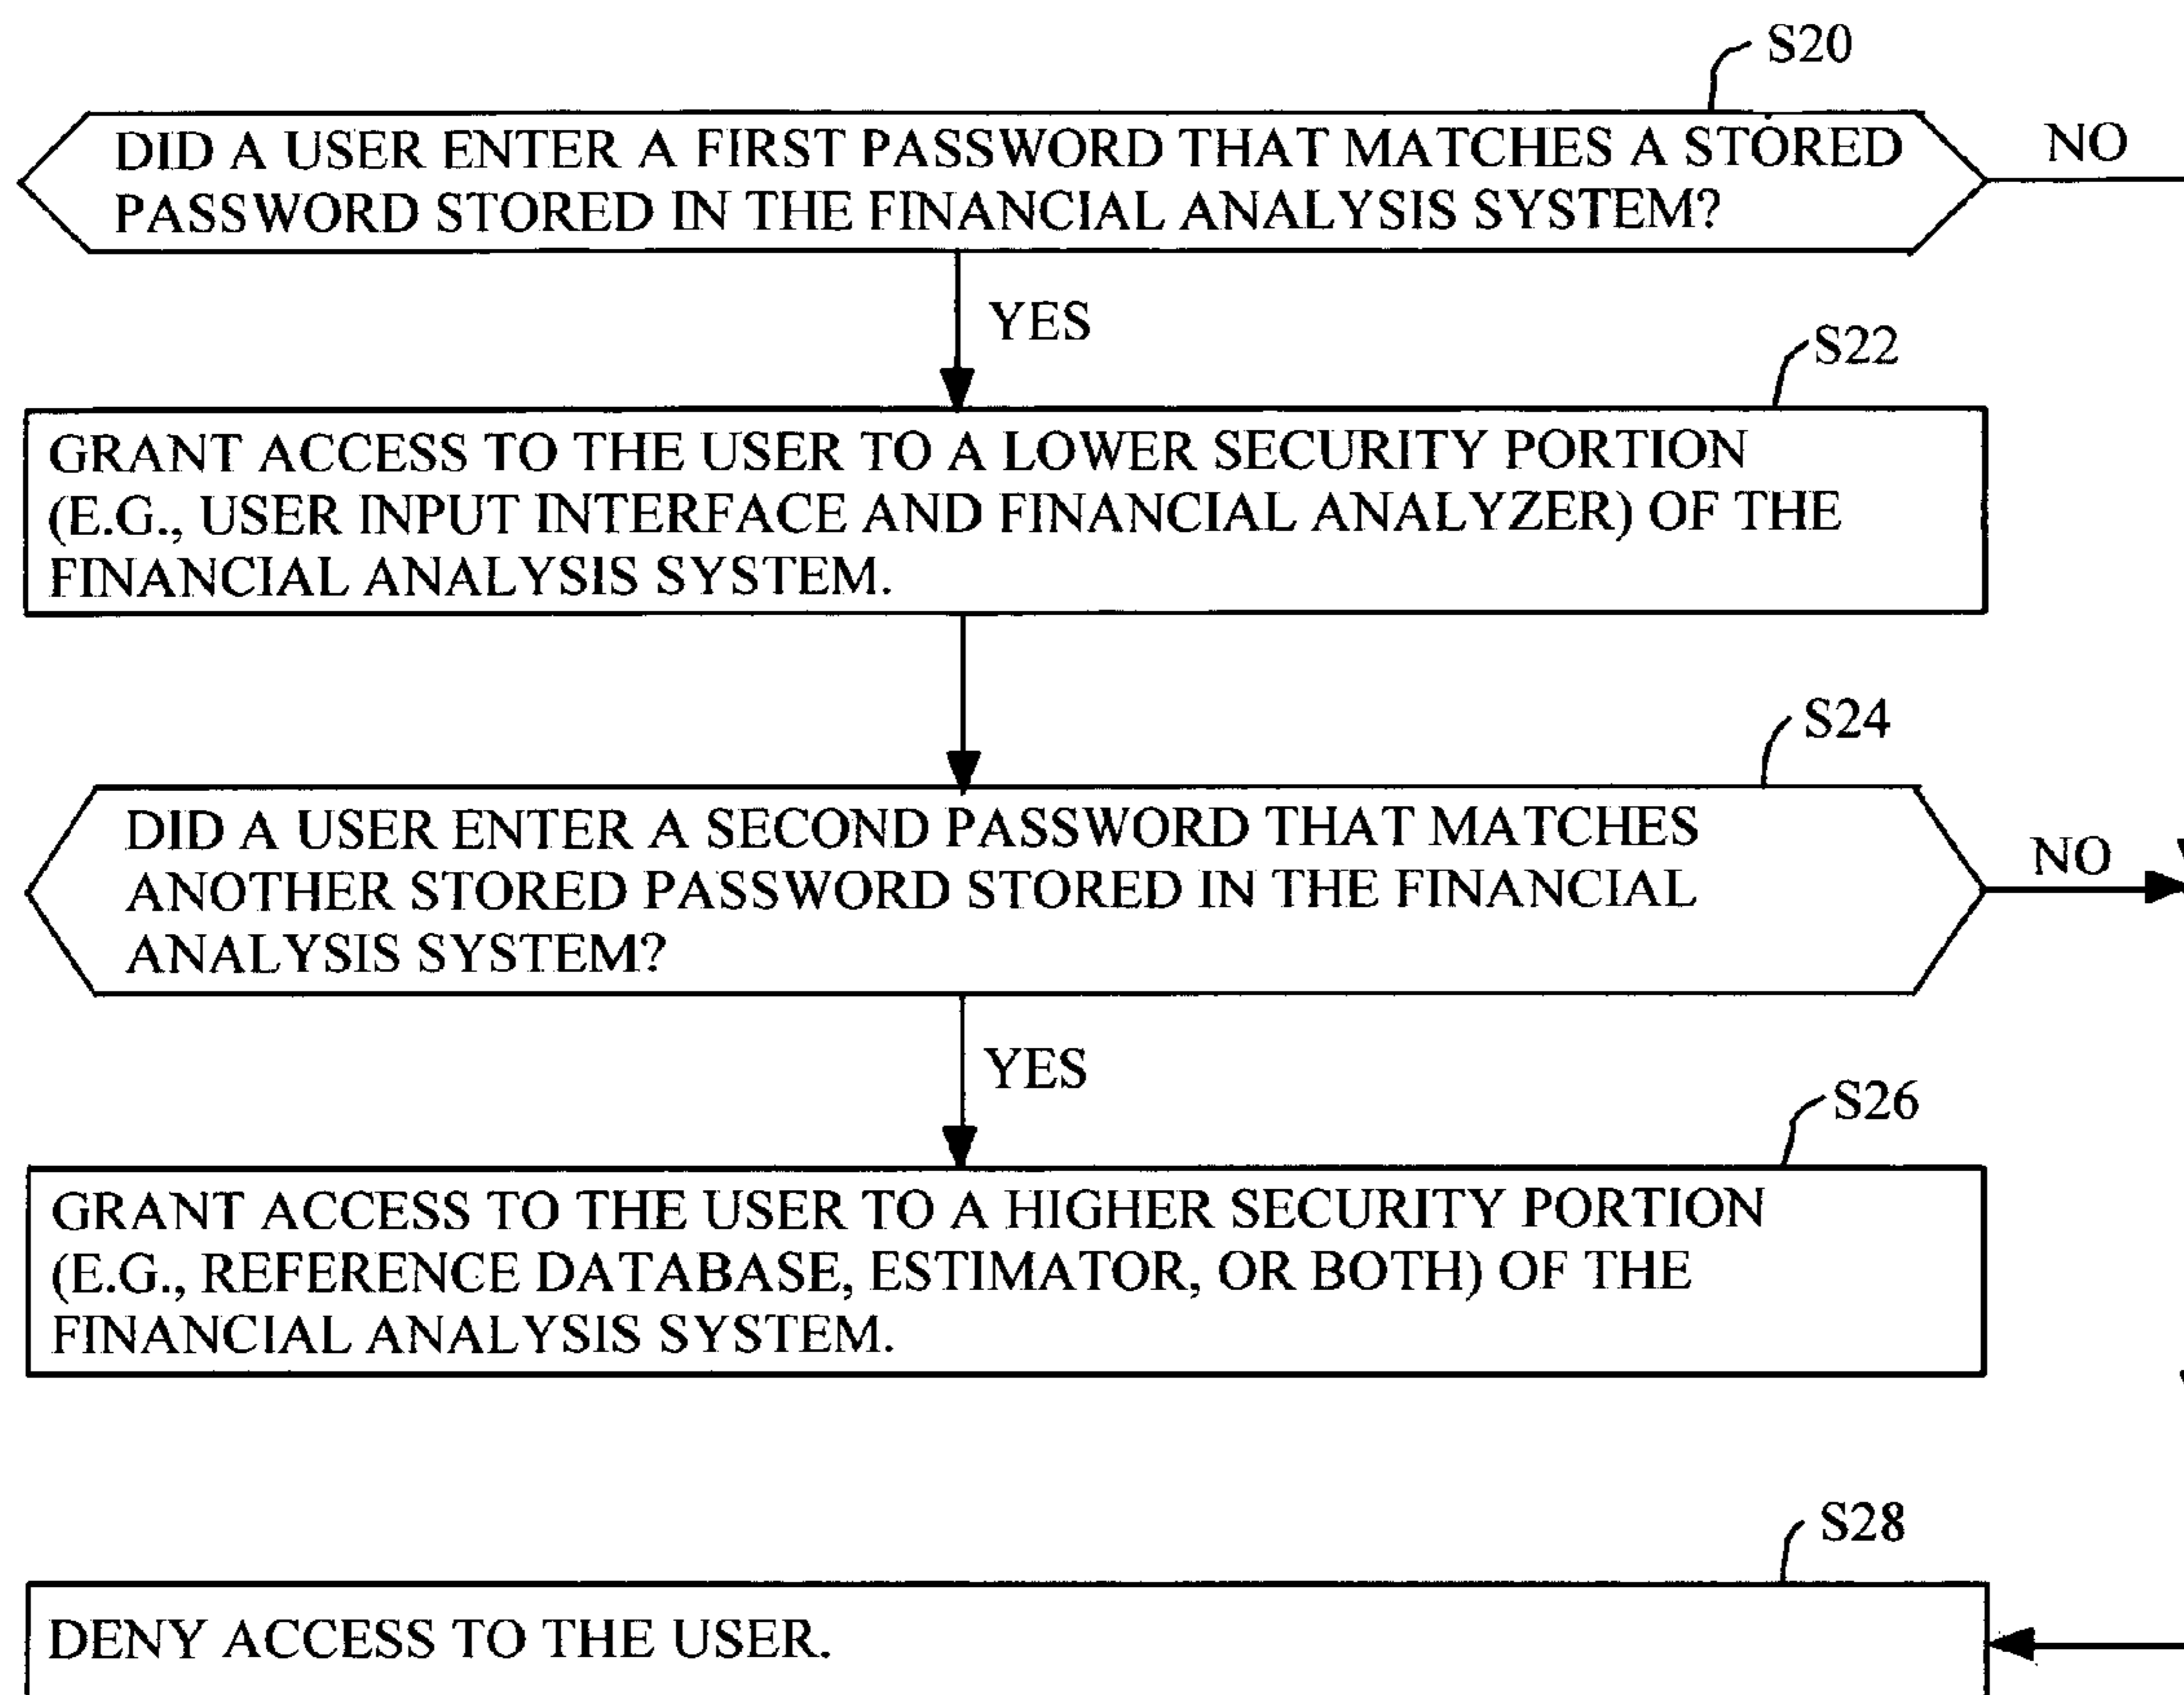 S20
DID A USER ENTER A FIRST PASSWORD THAT MATCHES A STORED
PASSWORD STORED IN THE FINANCIAL ANALYSIS SYSTEM?
NO
YES
S22
GRANT ACCESS TO THE USER TO A LOWER SECURITY PORTION
(E.G., USER INPUT INTERFACE AND FINANCIAL ANALYZER) OF THE
FINANCIAL ANALYSIS SYSTEM.
S24
DID A USER ENTER A SECOND PASSWORD THAT MATCHES
ANOTHER STORED PASSWORD STORED IN THE FINANCIAL
ANALYSIS SYSTEM?
NO
YES
S26
GRANT ACCESS TO THE USER TO A HIGHER SECURITY PORTION
(E.G., REFERENCE DATABASE, ESTIMATOR, OR BOTH) OF THE
FINANCIAL ANALYSIS SYSTEM.
S28
DENY ACCESS TO THE USER.